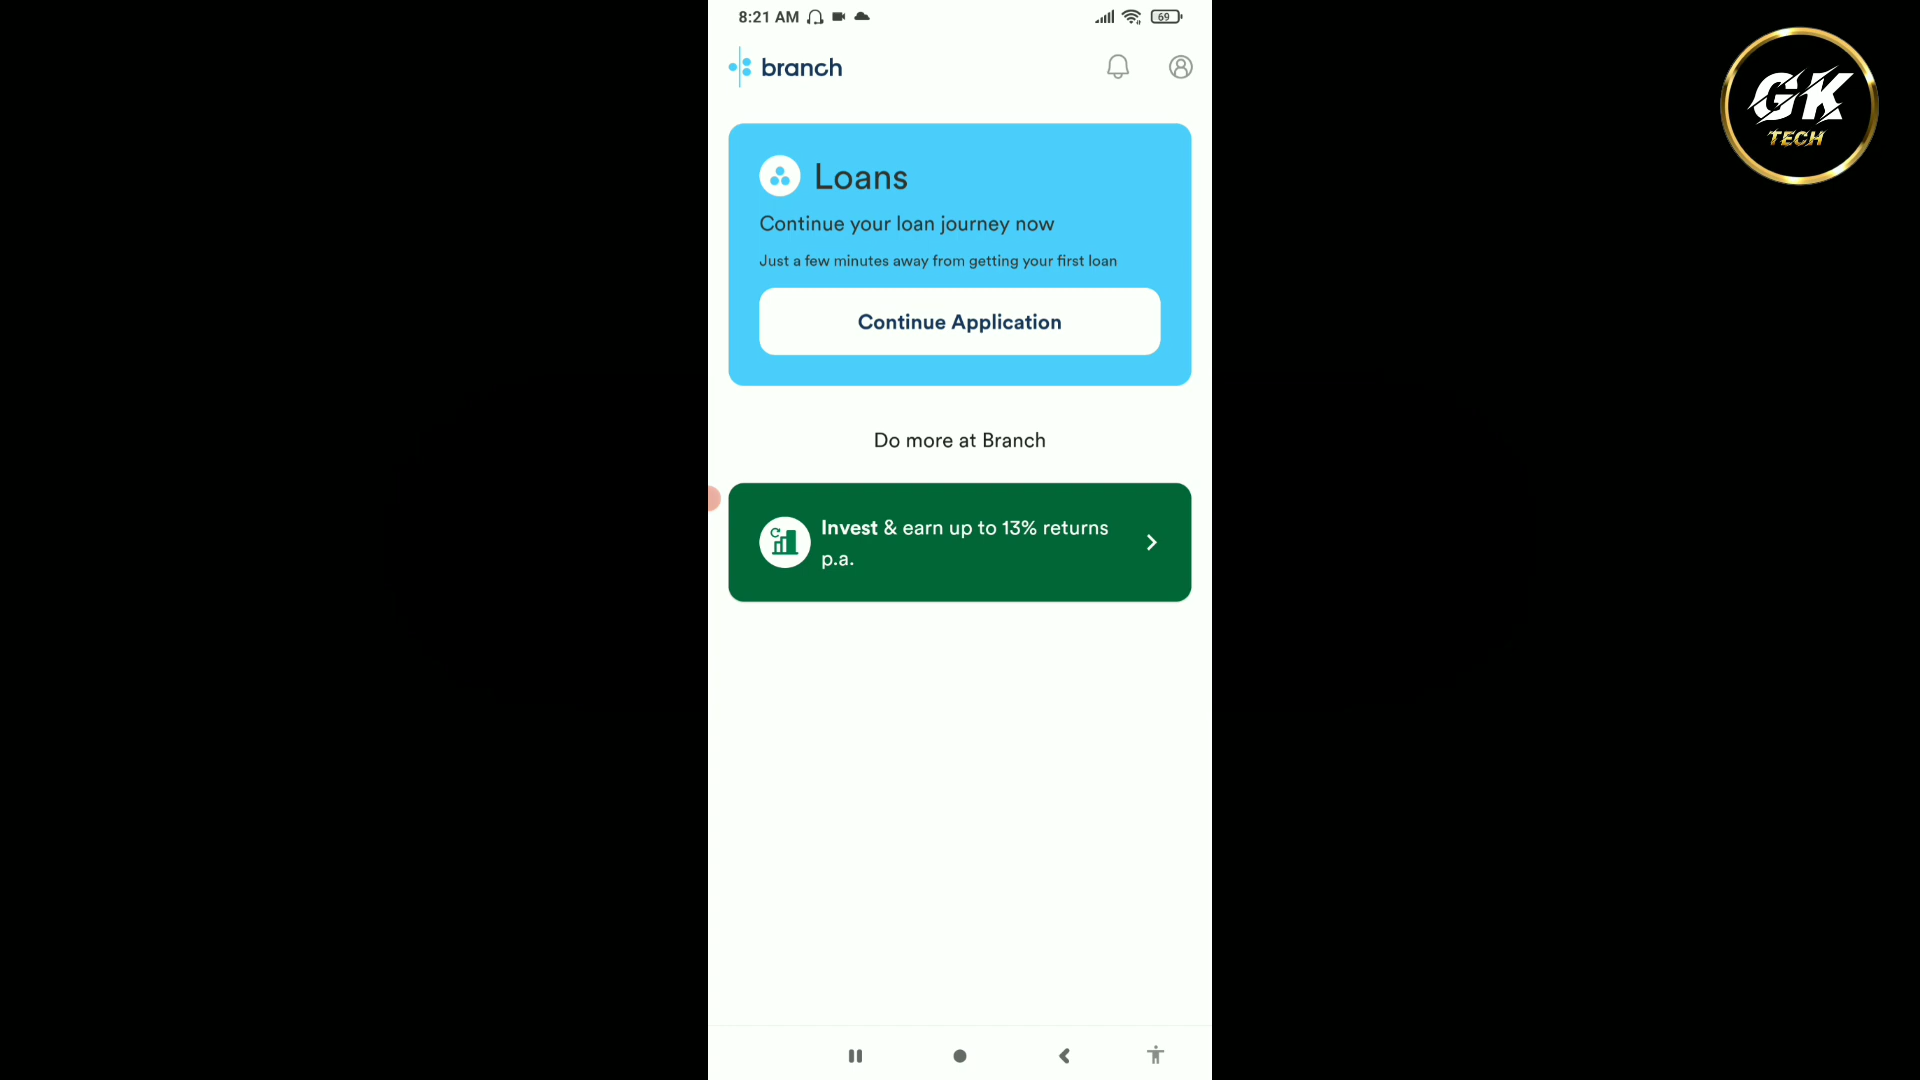 8:21 AM
69
branch
GK
TECH
Loans
Continue your loan journey now
Just a few minutes away from getting your first loan
Continue Application
Do more at Branch
Invest & earn up to 13% returns
p.a.